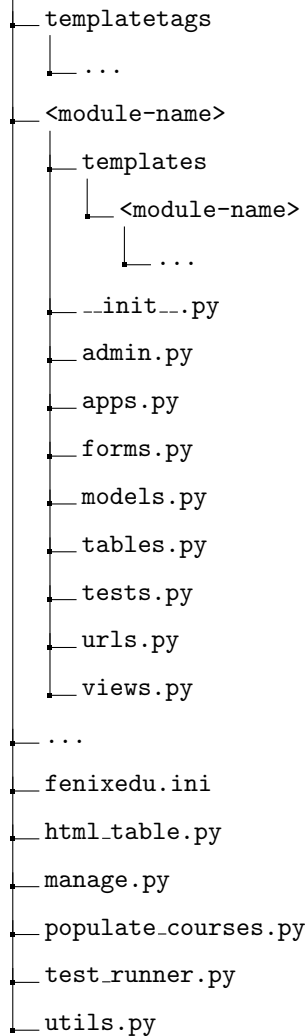 templatetags
...
<module-name>
templates
<module-name>
...
__init__.py
admin.py
apps.py
forms.py
models.py
tables.py
tests.py
urls.py
views.py
...
fenixedu.ini
html_table.py
manage.py
populate_courses.py
test_runner.py
utils.py